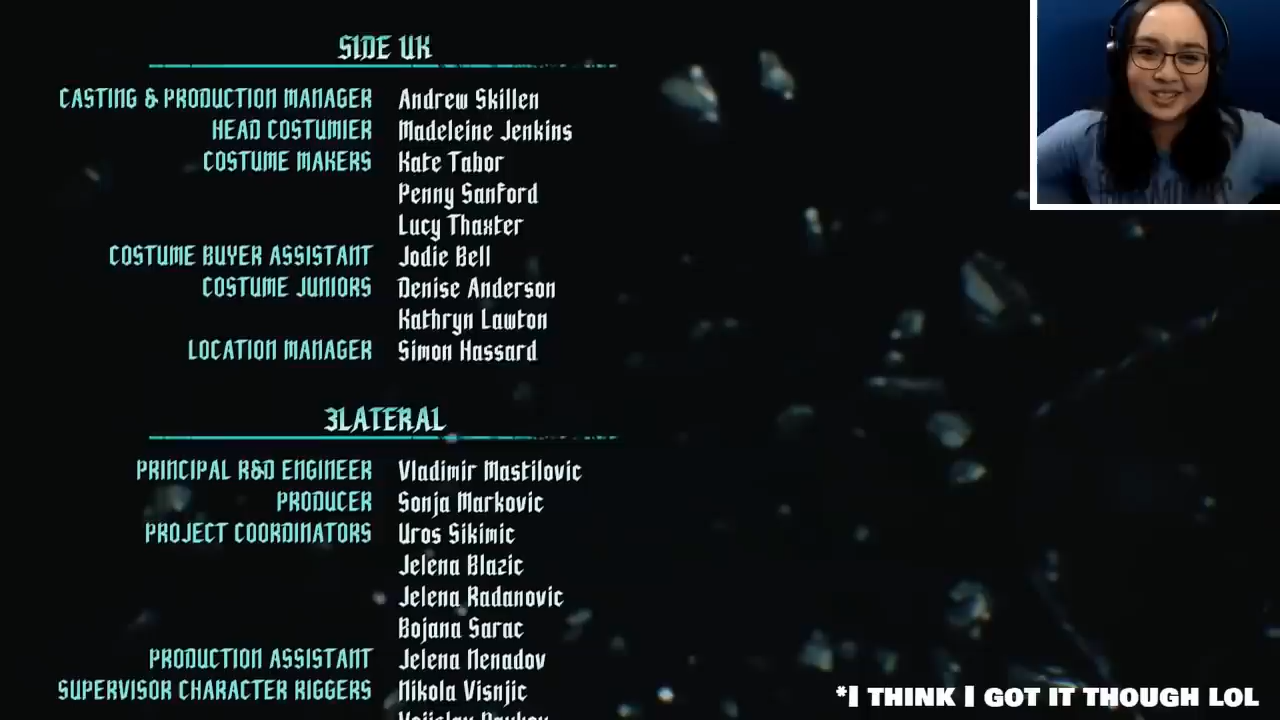 SIDE UK
CASTING & PRODUCTION MANAGER Andrew Skillen
HEAD COSTUMIER Madeleine Jenkins
COSTUME MAKERS Kate Tabor
Penny Sanford
Lucy Thaxter
COSTUME BUYER ASSISTANT Jodie Bell
COSTUME JUNIORS Denise Anderson
Kathryn Lawton
LOCATION MANAGER Simon Hassard
3LATERAL
PRINCIPAL R&D ENGINEER Vladimir Mastilovic
PRODUCER Sonja Markovic
PROJECT COORDINATORS Uros Sikimic
Jelena Blazic
Jelena Radanovic
Bojana Sarac
PRODUCTION ASSISTANT Jelena Nenadov
SUPERVISOR CHARACTER RIGGERS Nikola Visnjic
*I THINK I GOT IT THOUGH LOL